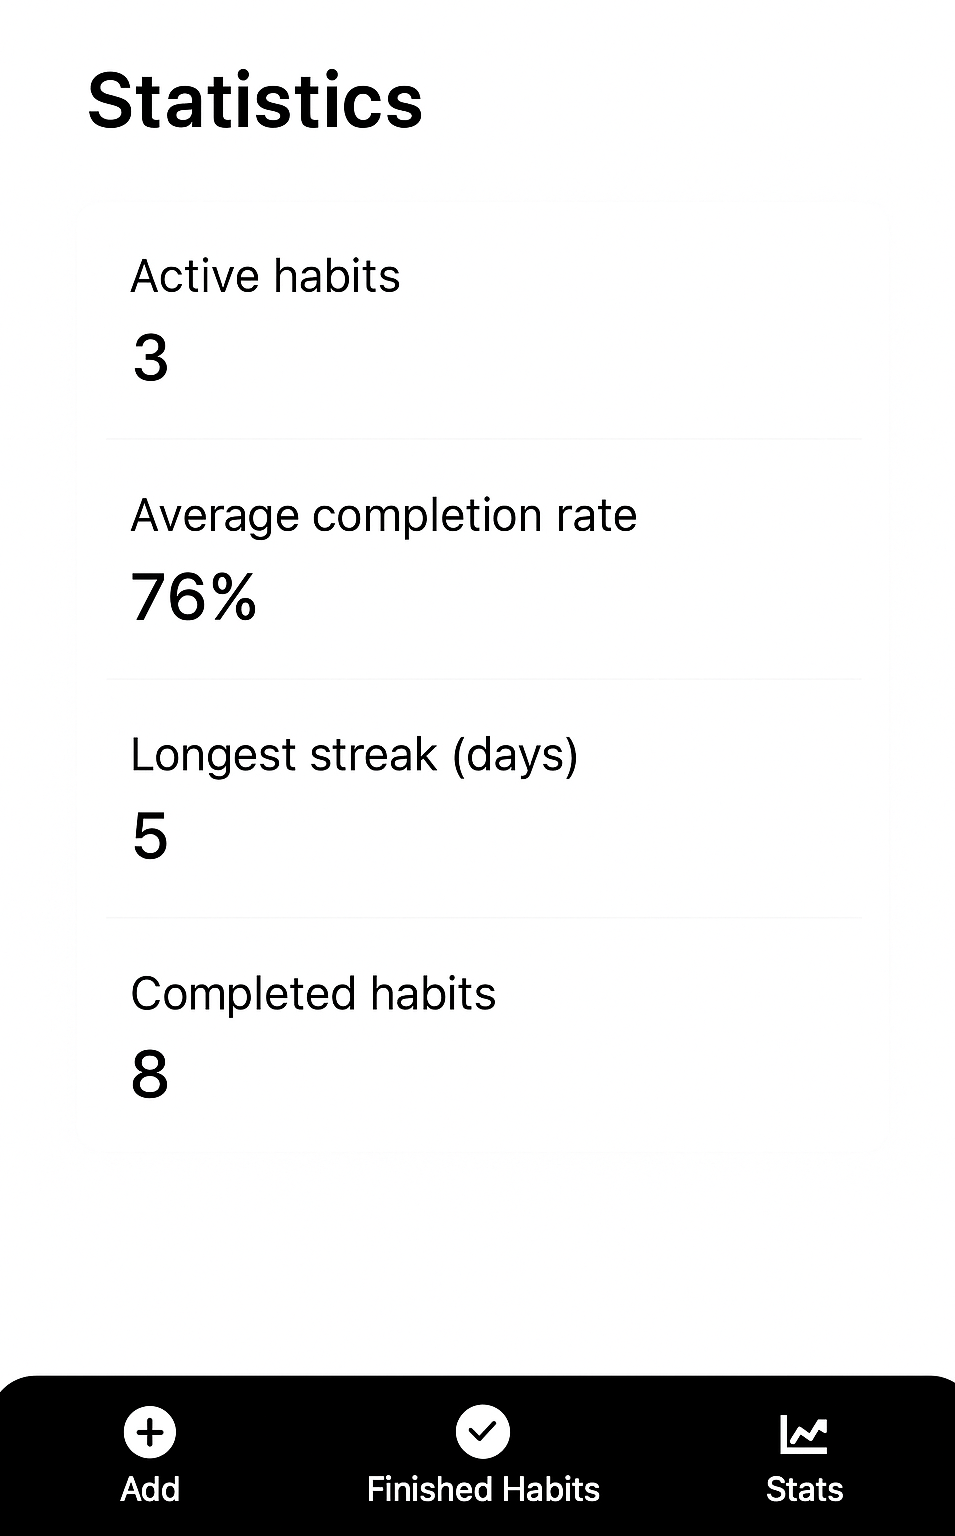 Statistics
Active habits
3
Average completion rate
76%
Longest streak (days)
5
Completed habits
8
Add
Finished Habits
Stats